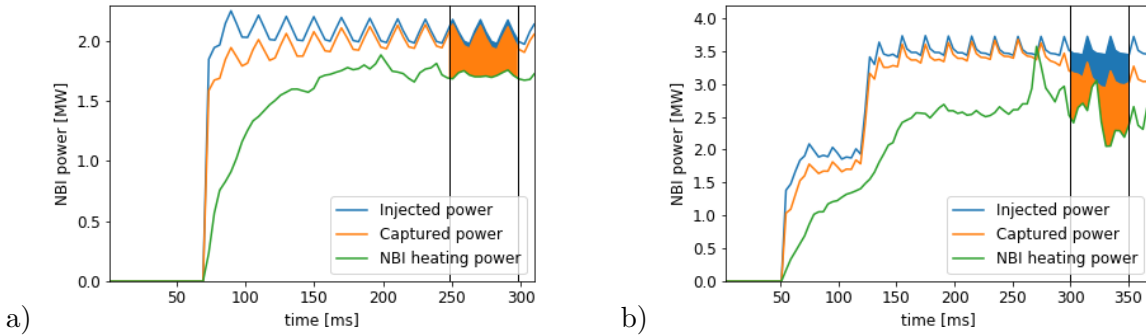 2.0
1.5
1.0
0.5
0.0
NBI power [MW]
Injected power
Captured power
NBI heating power
50 100 150 200 250 300
time [ms]
a)
4.0
3.5
3.0
2.5
2.0
1.5
1.0
0.5
0.0
NBI power [MW]
Injected power
Captured power
NBI heating power
50 100 150 200 250 300 350
time [ms]
b)